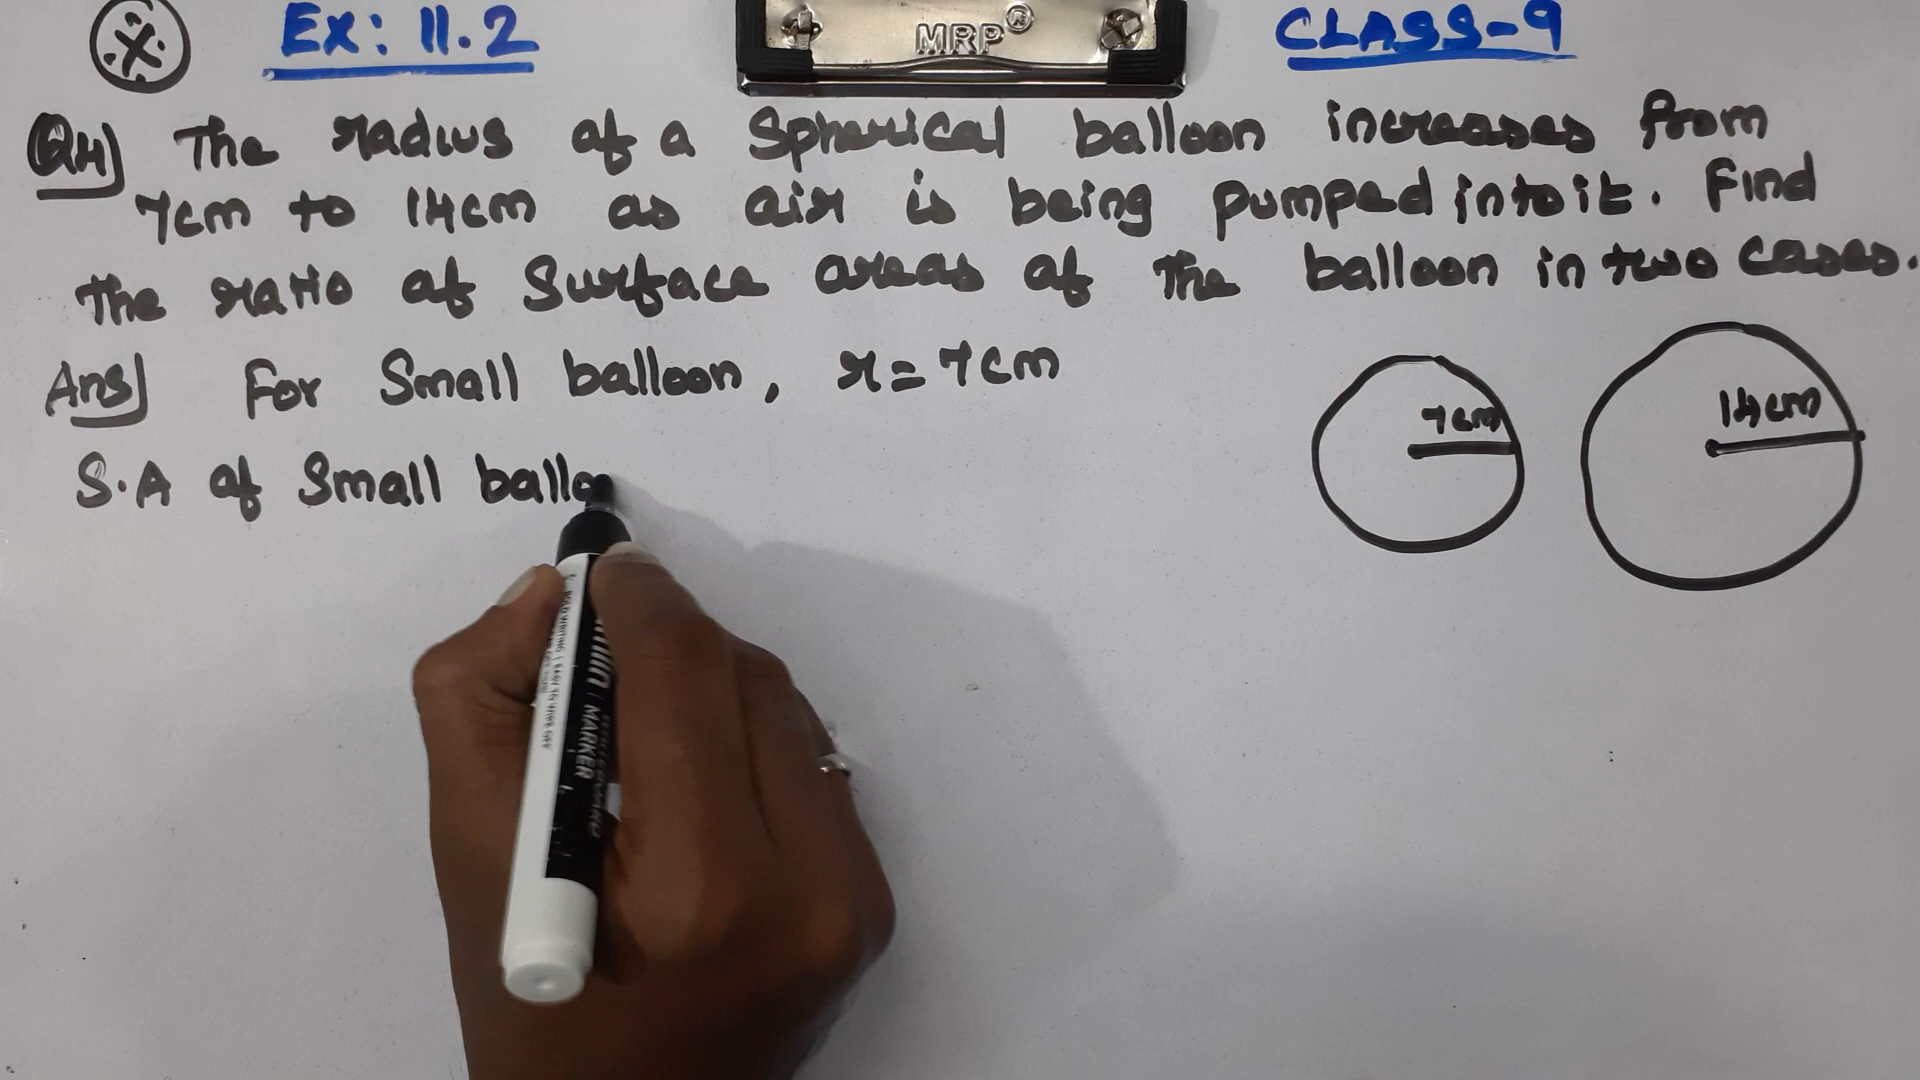 Ex: 11.2
MRP®
CLASS-9
Q4) The radius of a Spherical balloon increases from
7cm to 14cm as air is being pumped into it. Find
the ratio of Surface areas of the balloon in two cases.
Ans) For Small balloon, r = 7cm
7cm
14cm
S.A of Small ballo
MARKER